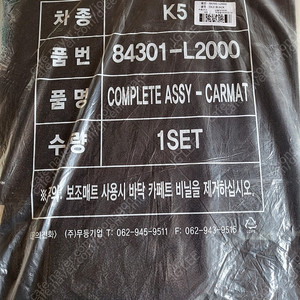 차종 K5
품번 84301-L2000
품명 COMPLETE ASSY - CARMAT
수량 1SET
※주의: 보조매트 사용시 바닥 카페트 비닐을 제거하십시오.
(주)무등기업 T: 062-945-9511 F: 062-943-9516